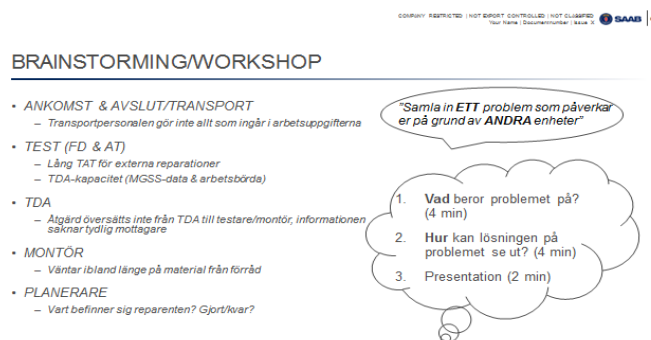 COMPANY RESTRICTED | NOT EXPORT CONTROLLED | NOT CLASSIFIED
Your Name | Documentnumber | Issue X
SAAB
BRAINSTORMING/WORKSHOP
• ANKOMST & AVSLUT/TRANSPORT
– Transportpersonalen gör inte allt som ingår i arbetsuppgifterna
• TEST (FD & AT)
– Lång TAT för externa reparationer
– TDA-kapacitet (MGSS-data & arbetsbörda)
• TDA
– Åtgärd översätts inte från TDA till testare/montör, informationen
saknar tydlig mottagare
• MONTÖR
– Väntar ibland länge på material från förråd
• PLANERARE
– Vart befinner sig reparenten? Gjort/kvar?
"Samla in ETT problem som påverkar
er på grund av ANDRA enheter"
1. Vad beror problemet på?
(4 min)
2. Hur kan lösningen på
problemet se ut? (4 min)
3. Presentation (2 min)